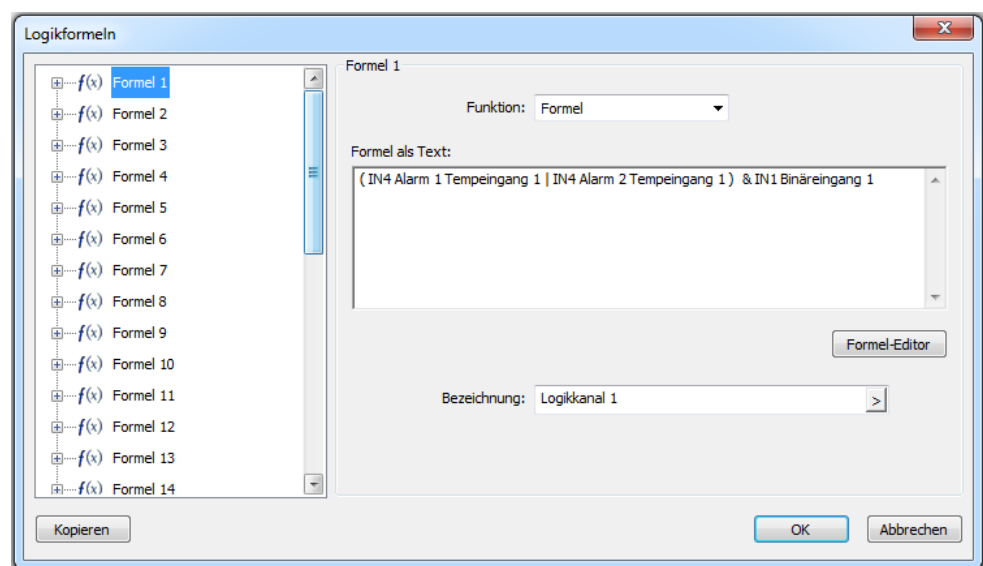 Logikformeln
f(x) Formel 1
f(x) Formel 2
f(x) Formel 3
f(x) Formel 4
f(x) Formel 5
f(x) Formel 6
f(x) Formel 7
f(x) Formel 8
f(x) Formel 9
f(x) Formel 10
f(x) Formel 11
f(x) Formel 12
f(x) Formel 13
f(x) Formel 14
Formel 1
Funktion: Formel
Formel als Text:
( IN4 Alarm 1 Tempeingang 1 | IN4 Alarm 2 Tempeingang 1 ) & IN1 Binäreingang 1
Formel-Editor
Bezeichnung: Logikkanal 1 >
Kopieren
OK
Abbrechen